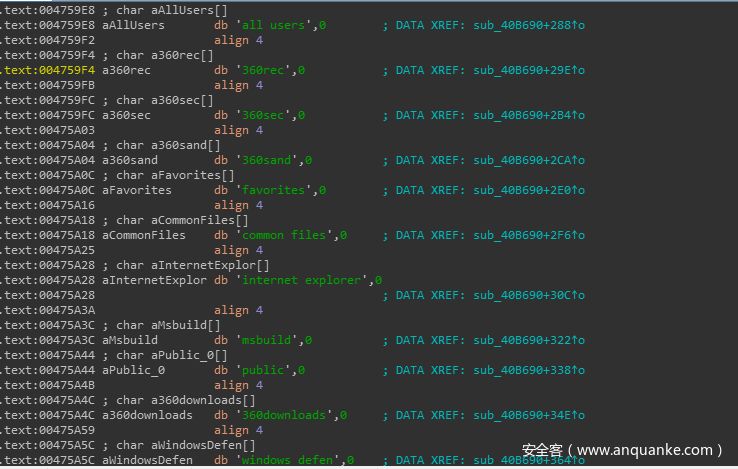 .text:004759E8 ; char aAllUsers[]
.text:004759E8 aAllUsers db 'all users',0 ; DATA XREF: sub_40B690+288↑o
.text:004759F2 align 4
.text:004759F4 ; char a360rec[]
.text:004759F4 a360rec db '360rec',0 ; DATA XREF: sub_40B690+29E↑o
.text:004759FB align 4
.text:004759FC ; char a360sec[]
.text:004759FC a360sec db '360sec',0 ; DATA XREF: sub_40B690+2B4↑o
.text:00475A03 align 4
.text:00475A04 ; char a360sand[]
.text:00475A04 a360sand db '360sand',0 ; DATA XREF: sub_40B690+2CA↑o
.text:00475A0C ; char aFavorites[]
.text:00475A0C aFavorites db 'favorites',0 ; DATA XREF: sub_40B690+2E0↑o
.text:00475A16 align 4
.text:00475A18 ; char aCommonFiles[]
.text:00475A18 aCommonFiles db 'common files',0 ; DATA XREF: sub_40B690+2F6↑o
.text:00475A25 align 4
.text:00475A28 ; char aInternetExplor[]
.text:00475A28 aInternetExplor db 'internet explorer',0
.text:00475A28 ; DATA XREF: sub_40B690+30C↑o
.text:00475A3A align 4
.text:00475A3C ; char aMsbuild[]
.text:00475A3C aMsbuild db 'msbuild',0 ; DATA XREF: sub_40B690+322↑o
.text:00475A44 ; char aPublic_0[]
.text:00475A44 aPublic_0 db 'public',0 ; DATA XREF: sub_40B690+338↑o
.text:00475A4B align 4
.text:00475A4C ; char a360downloads[]
.text:00475A4C a360downloads db '360downloads',0 ; DATA XREF: sub_40B690+34E↑o
.text:00475A59 align 4
.text:00475A5C ; char aWindowsDefen[]
.text:00475A5C aWindowsDefen db 'windows defen',0 ; DATA XREF: sub_40B690+364↑o
安全客（www.anquanke.com）